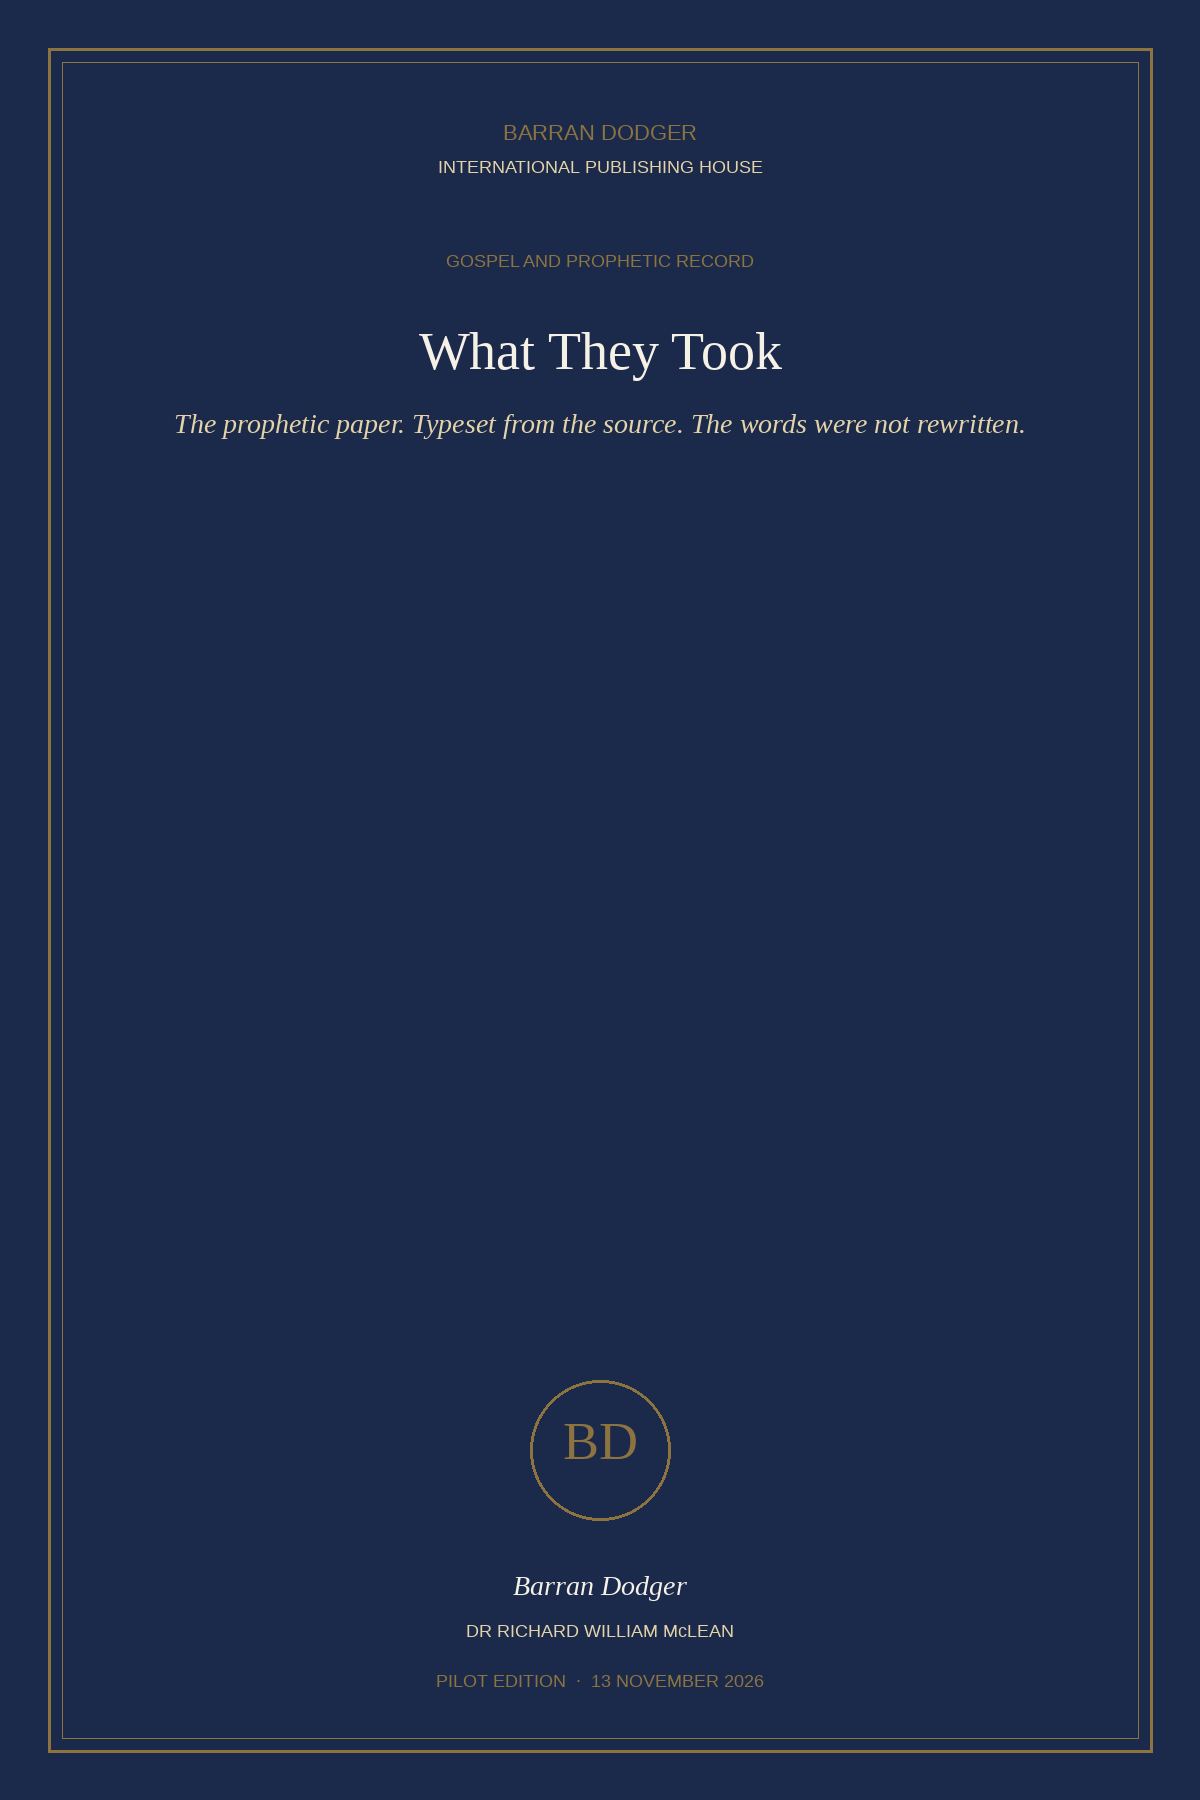 BARRAN DODGER
INTERNATIONAL PUBLISHING HOUSE
GOSPEL AND PROPHETIC RECORD
What They Took
The prophetic paper. Typeset from the source. The words were not rewritten.
BD
Barran Dodger
DR RICHARD WILLIAM McLEAN
PILOT EDITION · 13 NOVEMBER 2026